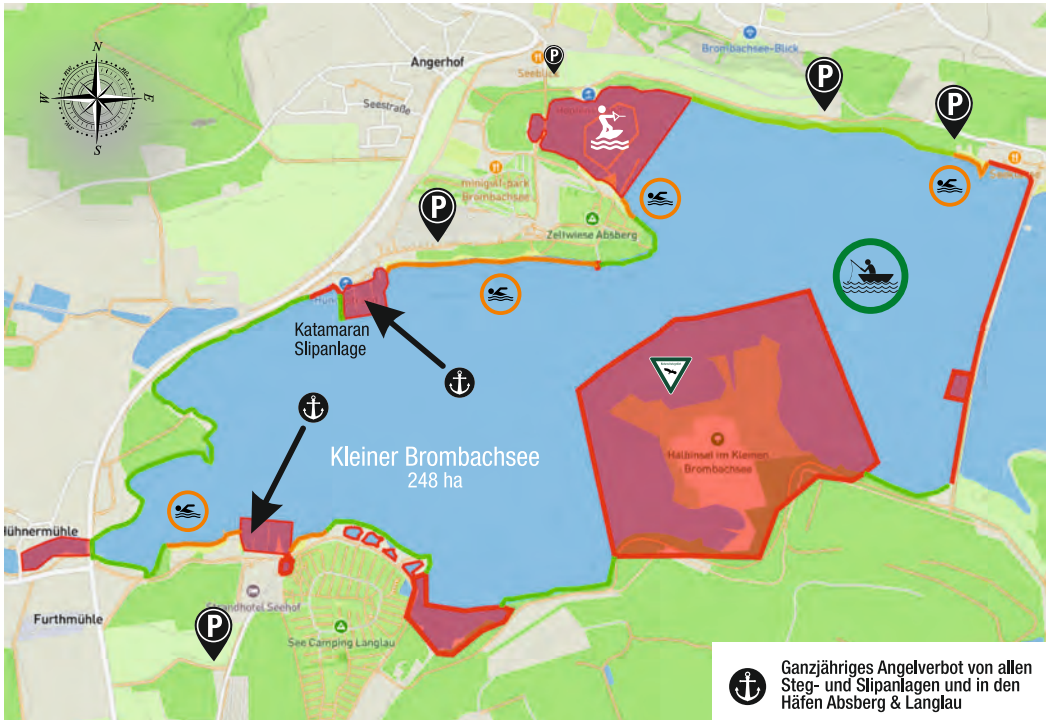 N
W
E
S
Angerhof
Seestraße
Seeblick
Brombachsee-Blick
P
P
P
P
P
minigolf-park
Brombachsee
Zeltwiese Absberg
Katamaran
Slipanlage
Kleiner Brombachsee
248 ha
Halbinsel im Kleinen
Brombachsee
Hühnermühle
Furthmühle
Strandhotel Seehof
See Camping Langlau
Ganzjähriges Angelverbot von allen
Steg- und Slipanlagen und in den
Häfen Absberg & Langlau